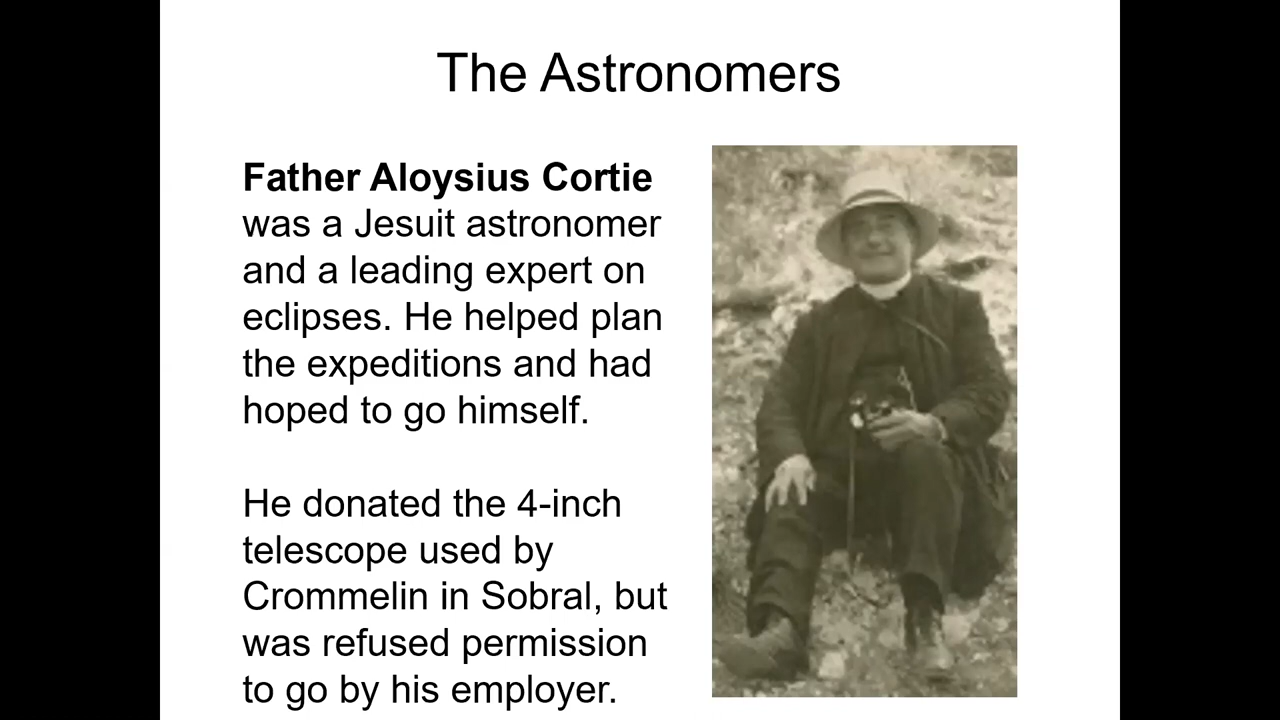 The Astronomers
Father Aloysius Cortie
was a Jesuit astronomer
and a leading expert on
eclipses. He helped plan
the expeditions and had
hoped to go himself.
He donated the 4-inch
telescope used by
Crommelin in Sobral, but
was refused permission
to go by his employer.